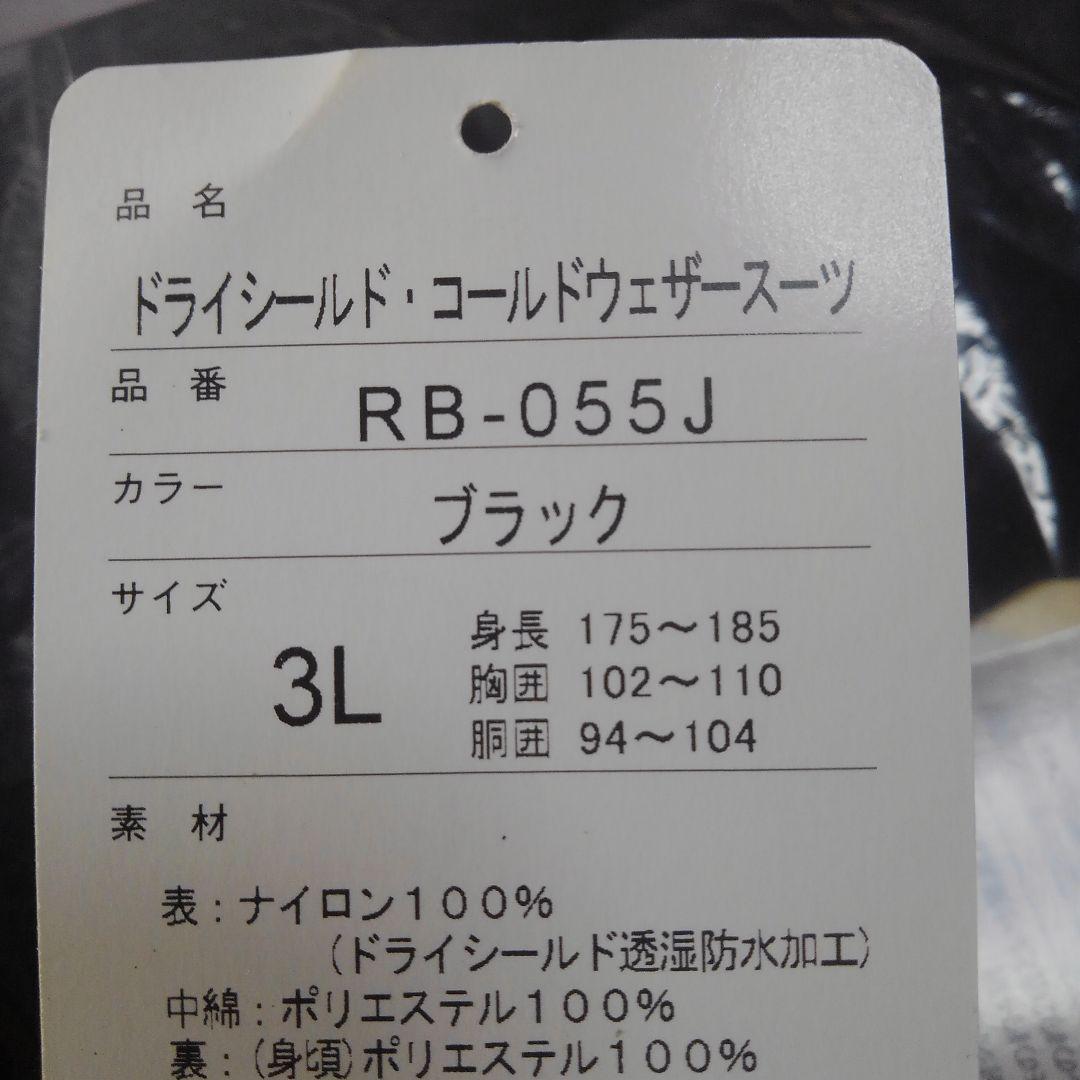 品 名
ドライシールド・コールドウェザースーツ
品 番 RB-055J
カラー ブラック
サイズ 3L
身長 175～185
胸囲 102～110
胴囲 94～104
素 材
表：ナイロン100％
(ドライシールド透湿防水加工)
中綿：ポリエステル100％
裏：(身頃)ポリエステル100％